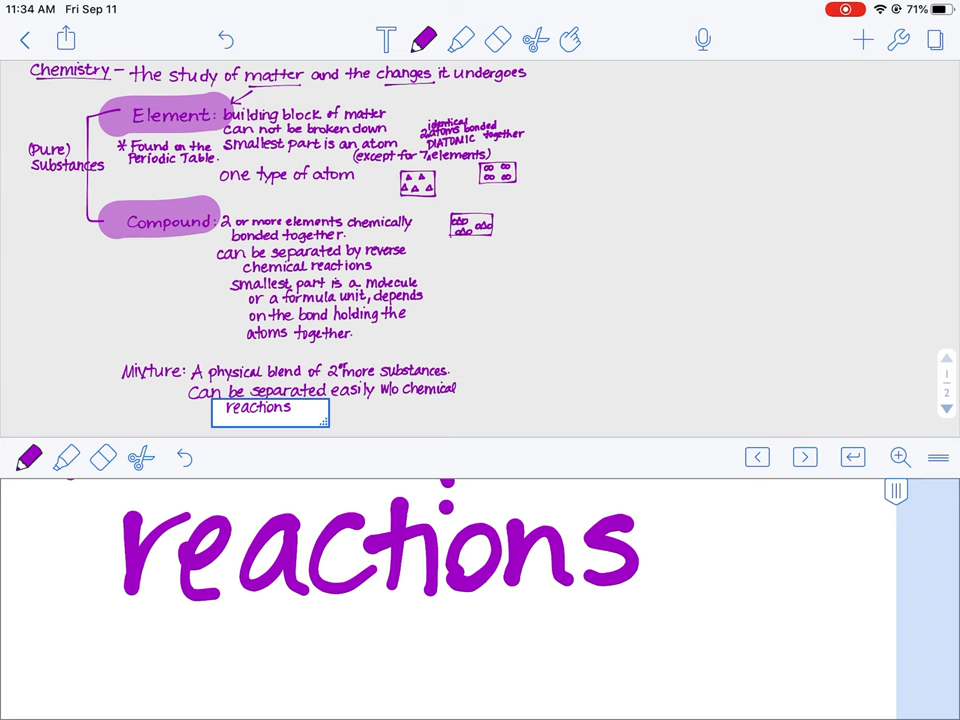 11:34 AM Fri Sep 11
71%
T
Chemistry – the study of matter and the changes it undergoes
Element: building block of matter
can not be broken down
smallest part is an atom
(except for 7 elements)
identical
2 atoms bonded
DIATONIC together
* Found on the
Periodic Table.
one type of atom
(Pure)
Substances
Compound: 2 or more elements chemically
bonded together.
can be separated by reverse
chemical reactions
smallest part is a molecule
or a formula unit, depends
on the bond holding the
atoms together.
Mixture: A physical blend of 2 or more substances.
Can be separated easily w/o chemical
reactions
1
2
reactions